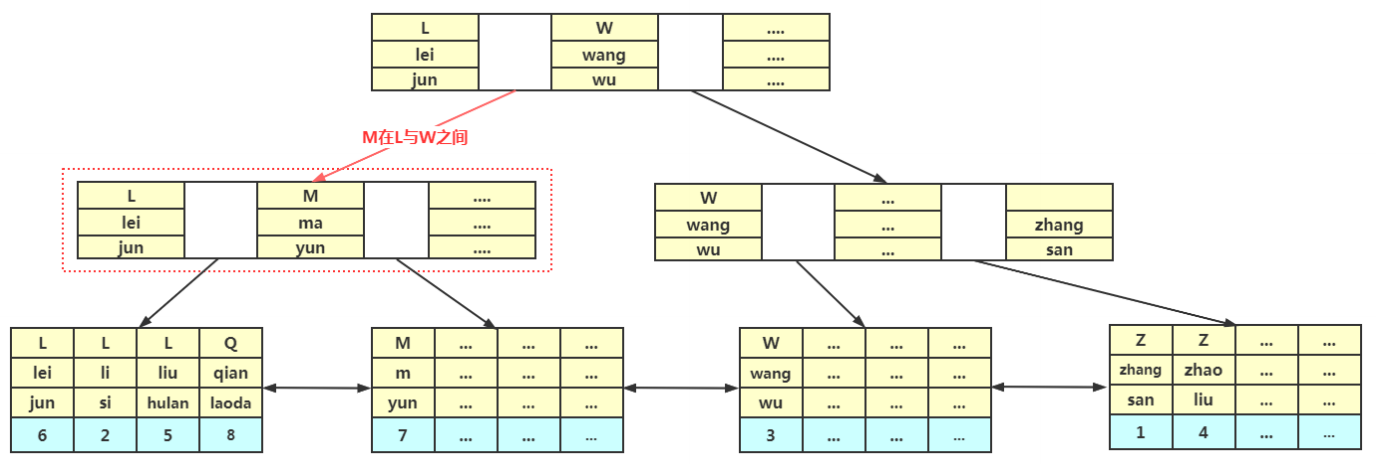 L W ....
lei wang ....
jun wu ....
M在L与W之间
L M ....
lei ma ....
jun yun ....
W ...
wang ... zhang
wu ... san
L L L Q
lei li liu qian
jun si hulan laoda
6 2 5 8
M ... ... ...
m ... ... ...
yun ... ... ...
7 ... ... ...
W ... ... ...
wang ... ... ...
wu ... ... ...
3 ... ... ...
Z Z ... ...
zhang zhao ... ...
san liu ... ...
1 4 ... ...